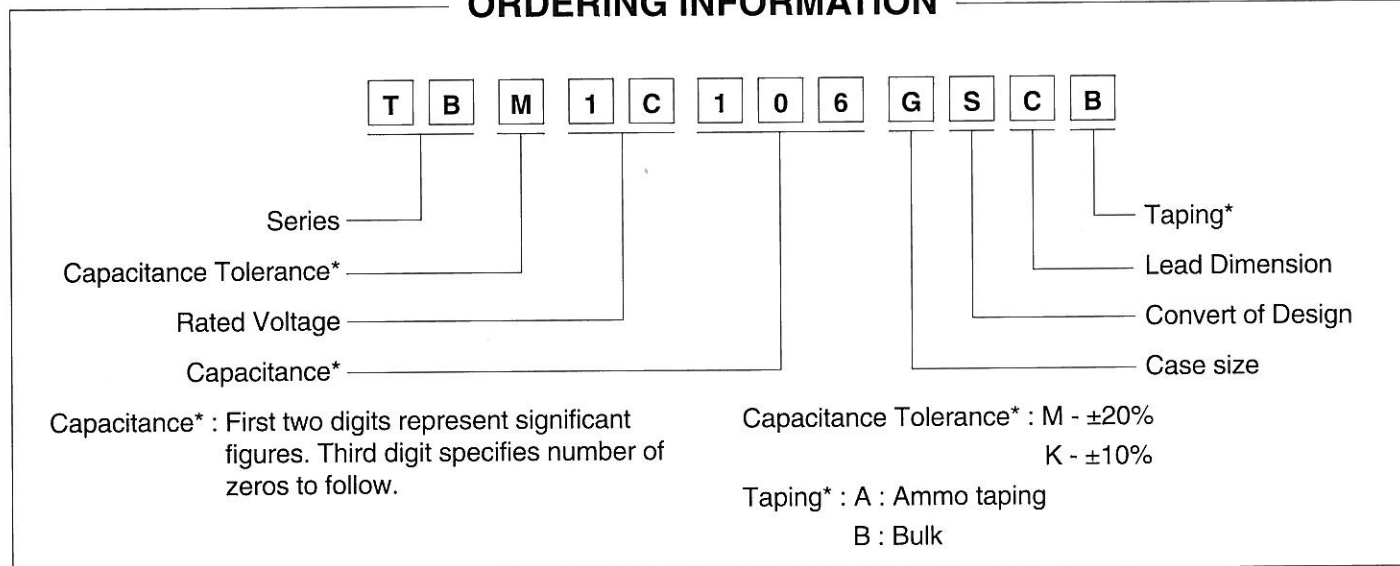 ORDERING INFORMATION
T B M 1 C 1 0 6 G S C B
Series
Capacitance Tolerance*
Rated Voltage
Capacitance*
Taping*
Lead Dimension
Convert of Design
Case size
Capacitance* : First two digits represent significant
figures. Third digit specifies number of
zeros to follow.
Capacitance Tolerance* : M - ±20%
K - ±10%
Taping* : A : Ammo taping
B : Bulk